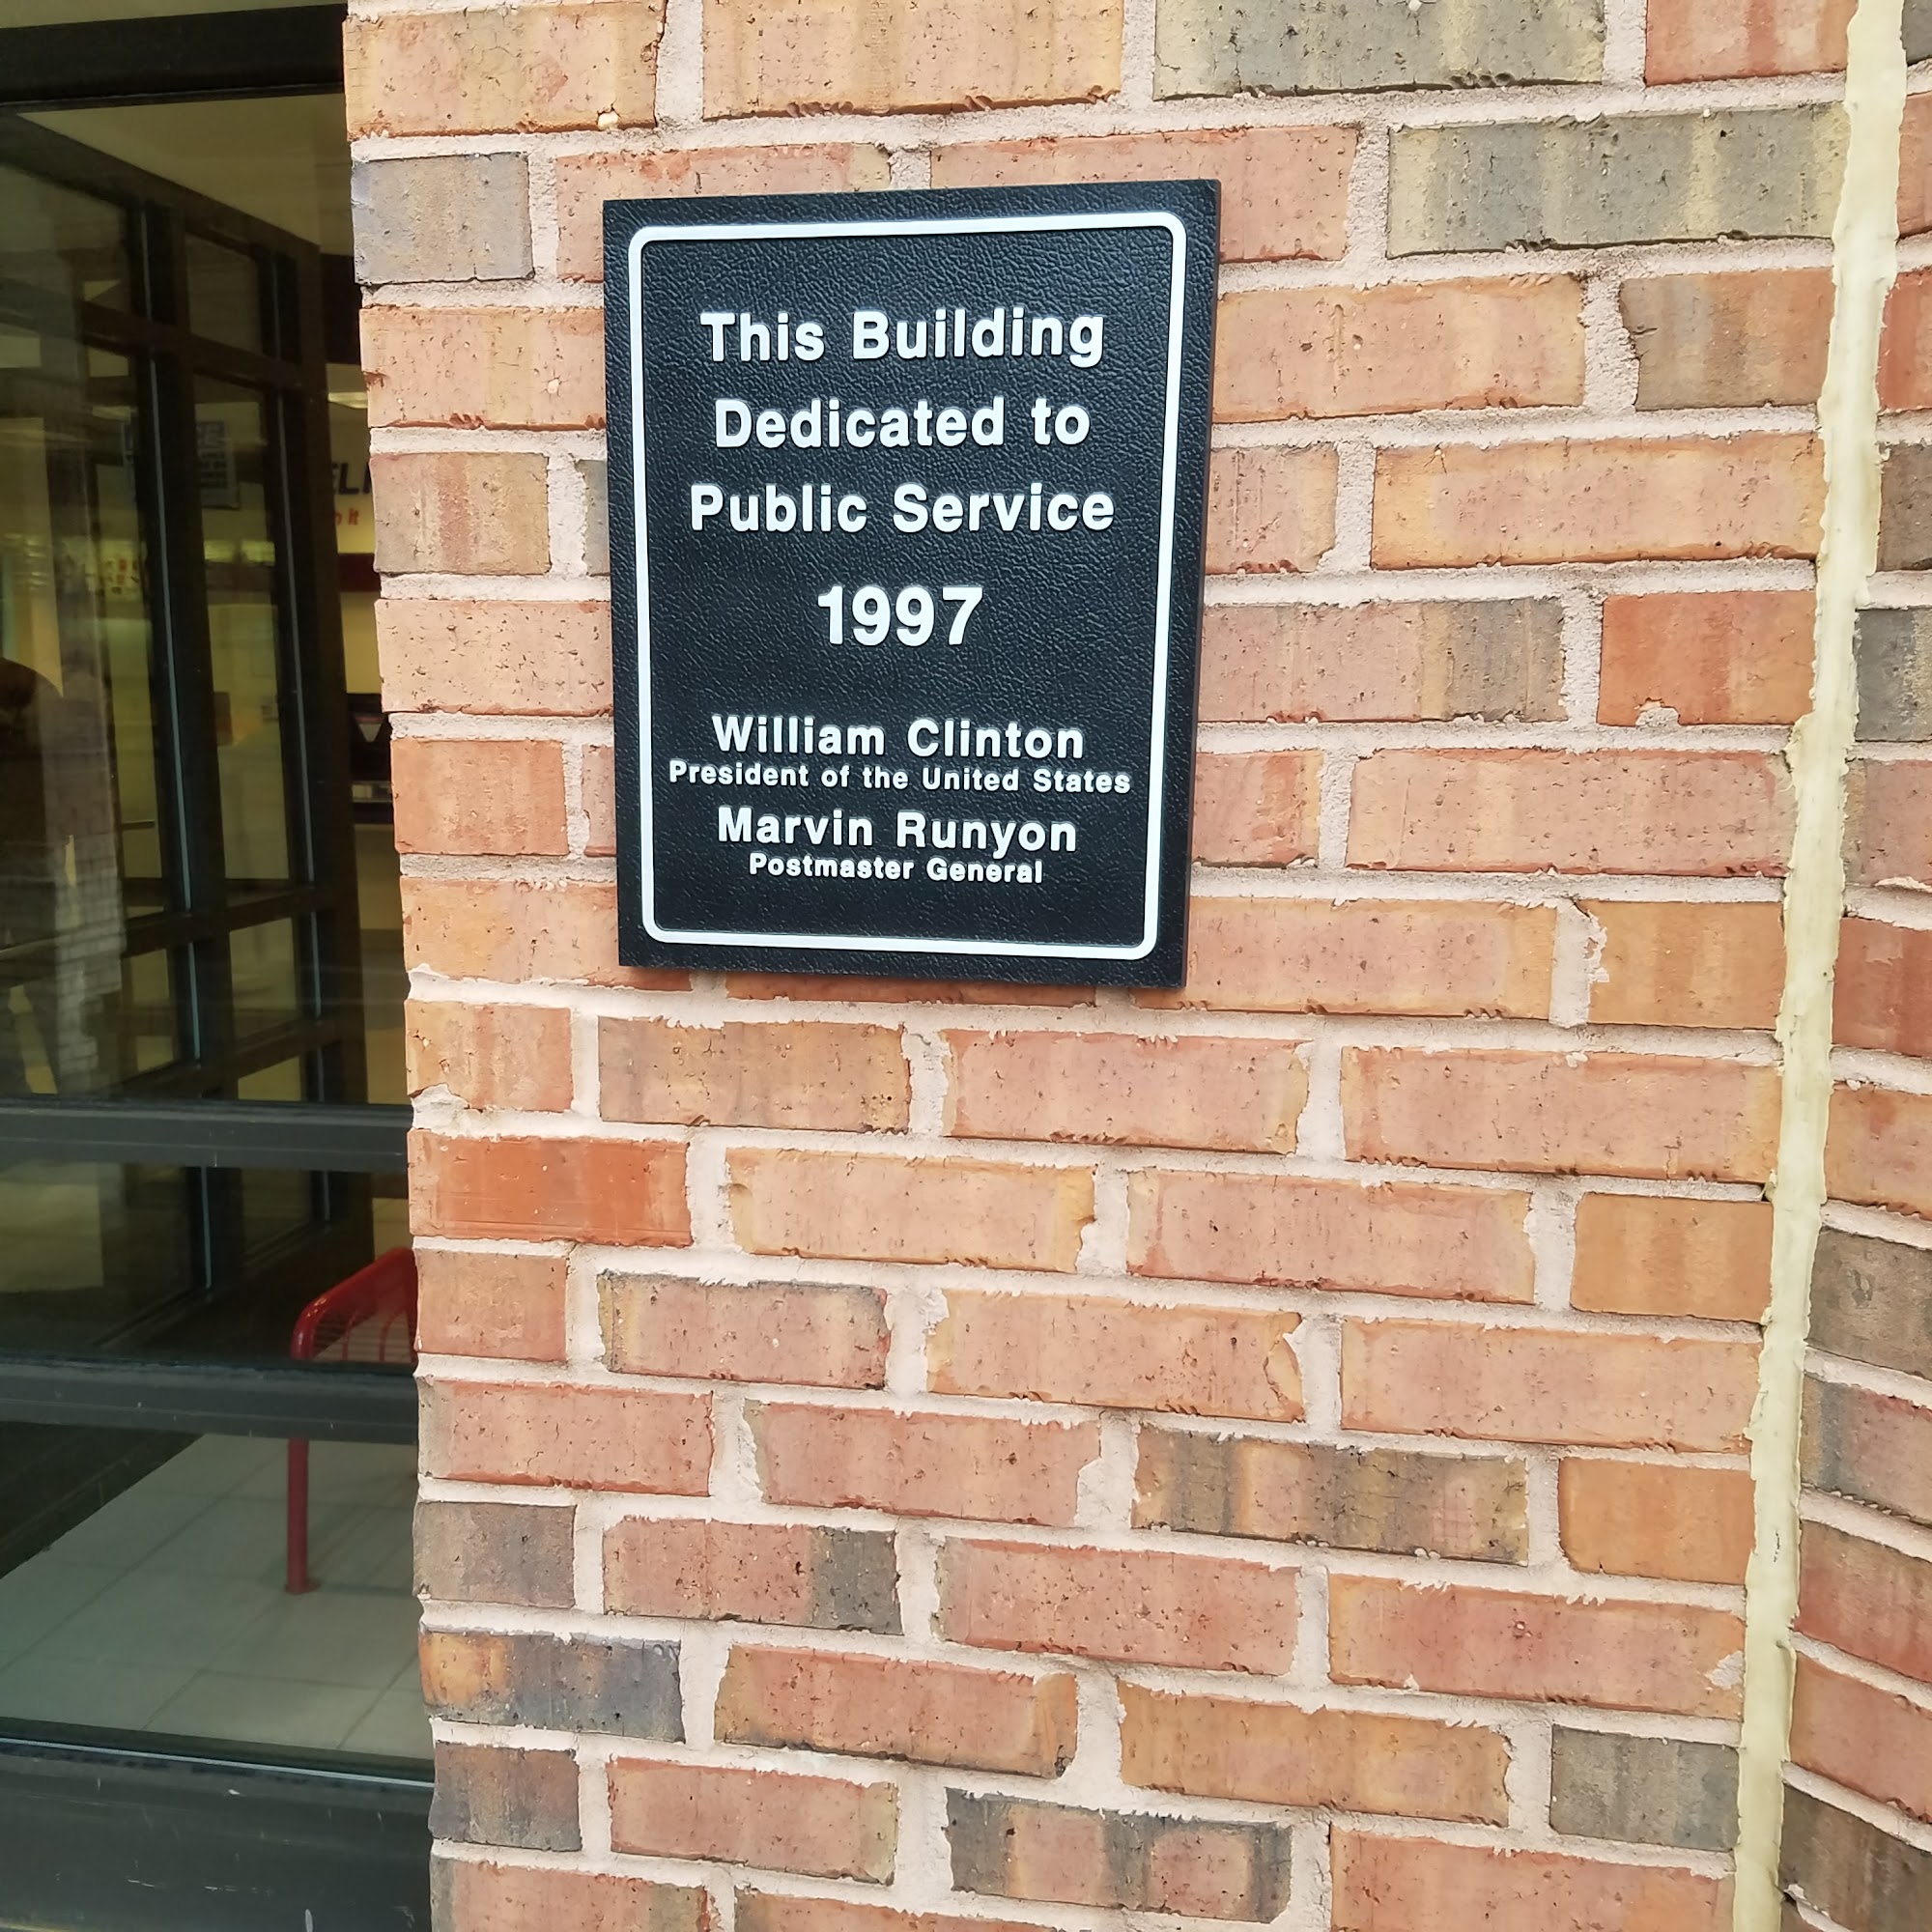 This Building
Dedicated to
Public Service
1997
William Clinton
President of the United States
Marvin Runyon
Postmaster General